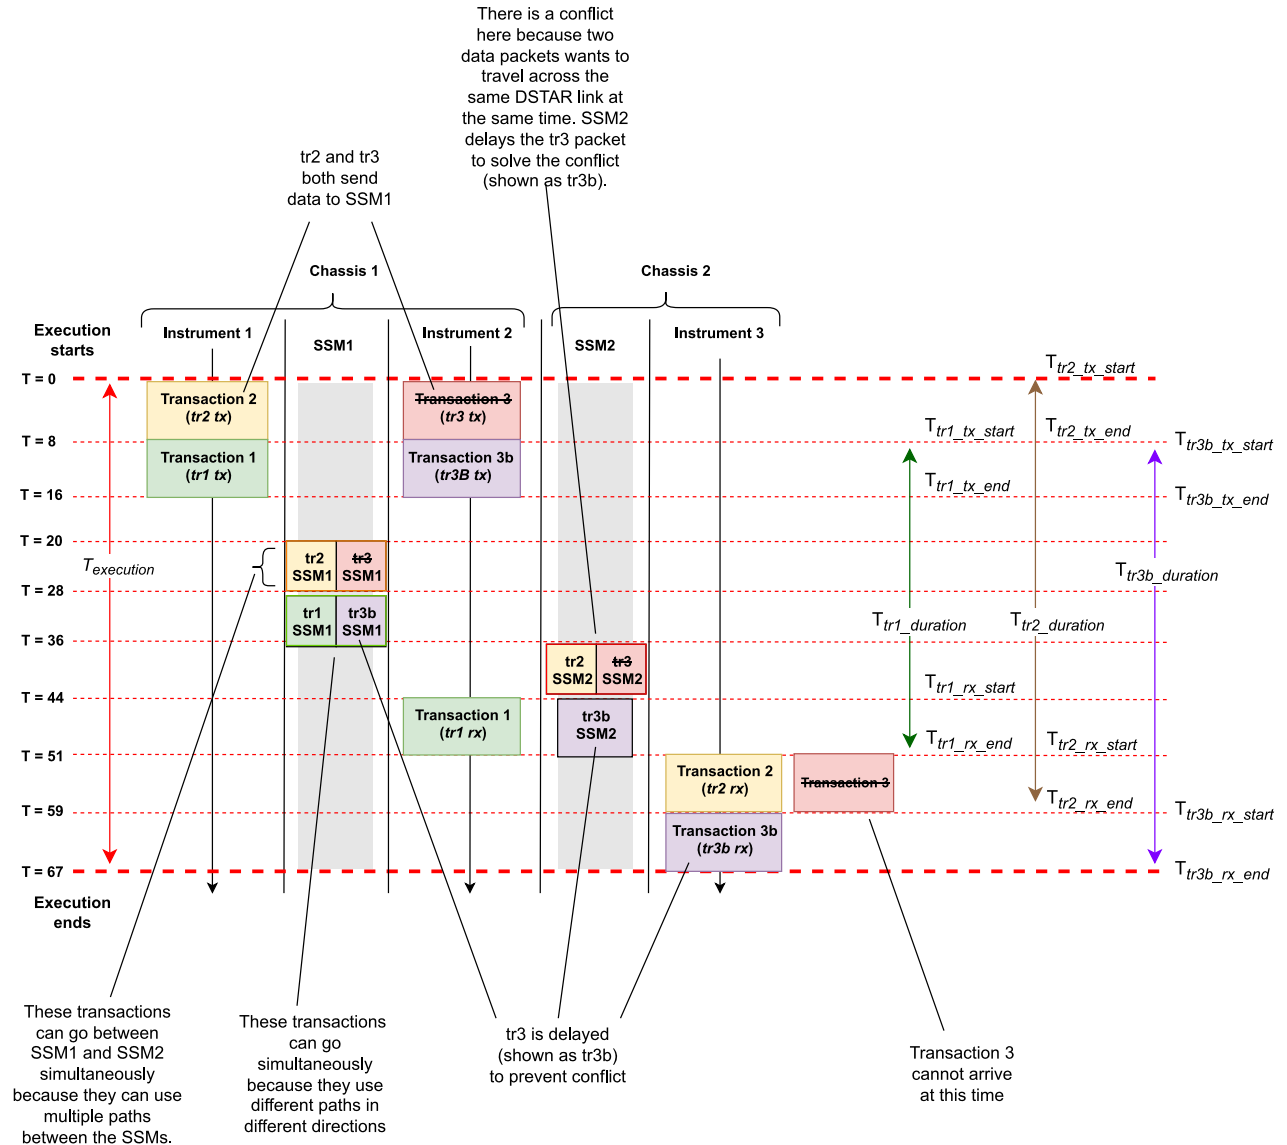 There is a conflict
here because two
data packets wants to
travel across the
same DSTAR link at
the same time. SSM2
delays the tr3 packet
to solve the conflict
(shown as tr3b).
tr2 and tr3
both send
data to SSM1
Chassis 1
Chassis 2
Execution
starts
Instrument 1
SSM1
Instrument 2
SSM2
Instrument 3
T = 0
T = 8
T = 16
T = 20
T = 28
T = 36
T = 44
T = 51
T = 59
T = 67
Execution
ends
Texecution
Transaction 2
(tr2 tx)
Transaction 1
(tr1 tx)
Transaction 3
(tr3 tx)
Transaction 3b
(tr3B tx)
tr2
SSM1
tr3
SSM1
tr1
SSM1
tr3b
SSM1
tr2
SSM2
tr3
SSM2
tr3b
SSM2
Transaction 1
(tr1 rx)
Transaction 2
(tr2 rx)
Transaction 3
Transaction 3b
(tr3b rx)
Ttr2_tx_start
Ttr1_tx_start
Ttr2_tx_end
Ttr3b_tx_start
Ttr1_tx_end
Ttr3b_tx_end
Ttr3b_duration
Ttr1_duration
Ttr2_duration
Ttr1_rx_start
Ttr1_rx_end
Ttr2_rx_start
Ttr2_rx_end
Ttr3b_rx_start
Ttr3b_rx_end
These transactions
can go between
SSM1 and SSM2
simultaneously
because they can use
multiple paths
between the SSMs.
These transactions
can go
simultaneously
because they use
different paths in
different directions
tr3 is delayed
(shown as tr3b)
to prevent conflict
Transaction 3
cannot arrive
at this time